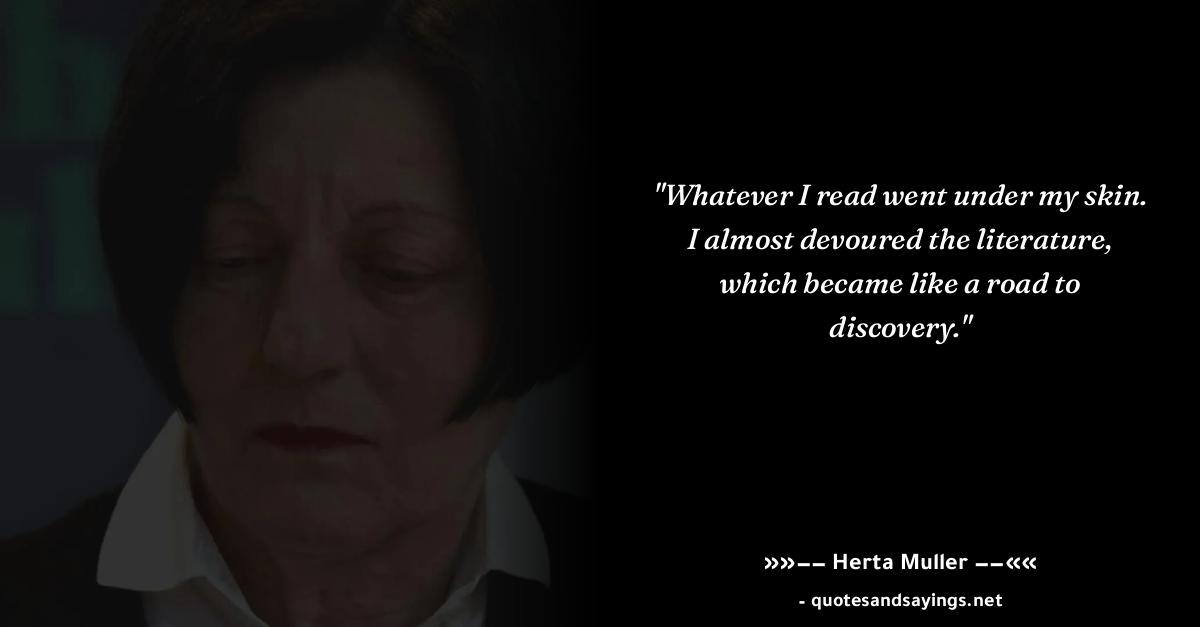 "Whatever I read went under my skin.
I almost devoured the literature,
which became like a road to
discovery."
»»–– Herta Muller ––««
- quotesandsayings.net